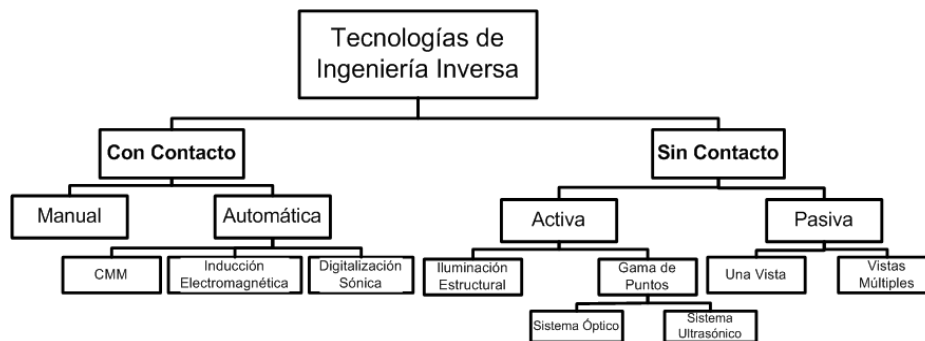 Tecnologías de
Ingeniería Inversa
Con Contacto
Sin Contacto
Manual
Automática
Activa
Pasiva
CMM
Inducción
Electromagnética
Digitalización
Sónica
Iluminación
Estructural
Gama de
Puntos
Una Vista
Vistas
Múltiples
Sistema Óptico
Sistema
Ultrasónico